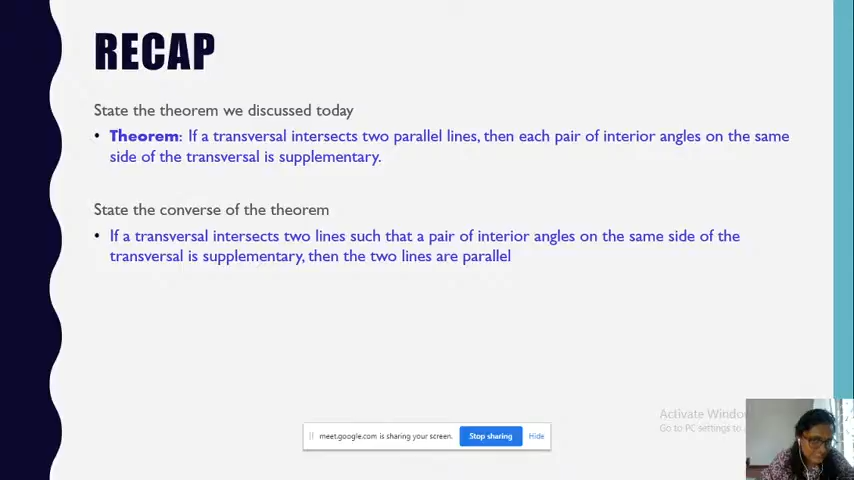 RECAP
State the theorem we discussed today
• Theorem: If a transversal intersects two parallel lines, then each pair of interior angles on the same
side of the transversal is supplementary.
State the converse of the theorem
• If a transversal intersects two lines such that a pair of interior angles on the same side of the
transversal is supplementary, then the two lines are parallel
Activate
Go to PC settings to
meet.google.com is sharing your screen. Stop sharing Hide